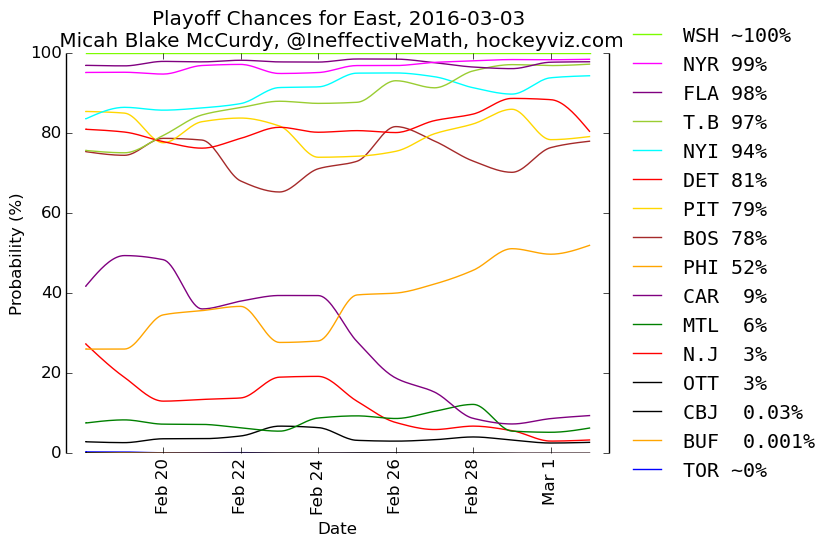 Playoff Chances for East, 2016-03-03
Micah Blake McCurdy, @IneffectiveMath, hockeyviz.com
100
80
60
40
20
0
Probability (%)
Feb 20
Feb 22
Feb 24
Feb 26
Feb 28
Mar 1
Date
WSH ~100%
NYR 99%
FLA 98%
T.B 97%
NYI 94%
DET 81%
PIT 79%
BOS 78%
PHI 52%
CAR 9%
MTL 6%
N.J 3%
OTT 3%
CBJ 0.03%
BUF 0.001%
TOR ~0%